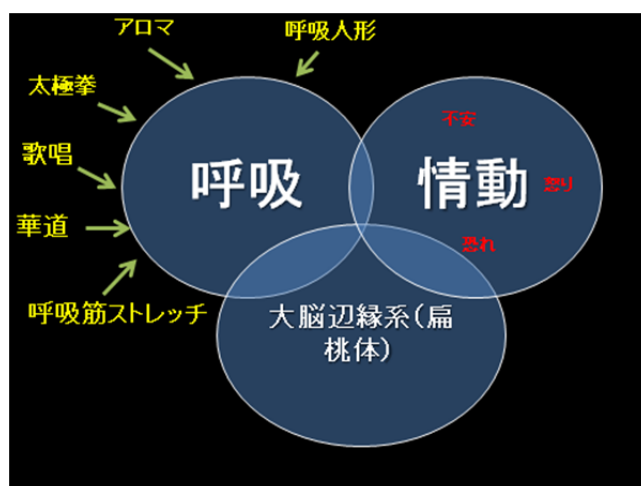 アロマ
呼吸人形
太極拳
歌唱
華道
呼吸筋ストレッチ
呼吸
情動
不安
怒り
恐れ
大脳辺縁系(扁
桃体)